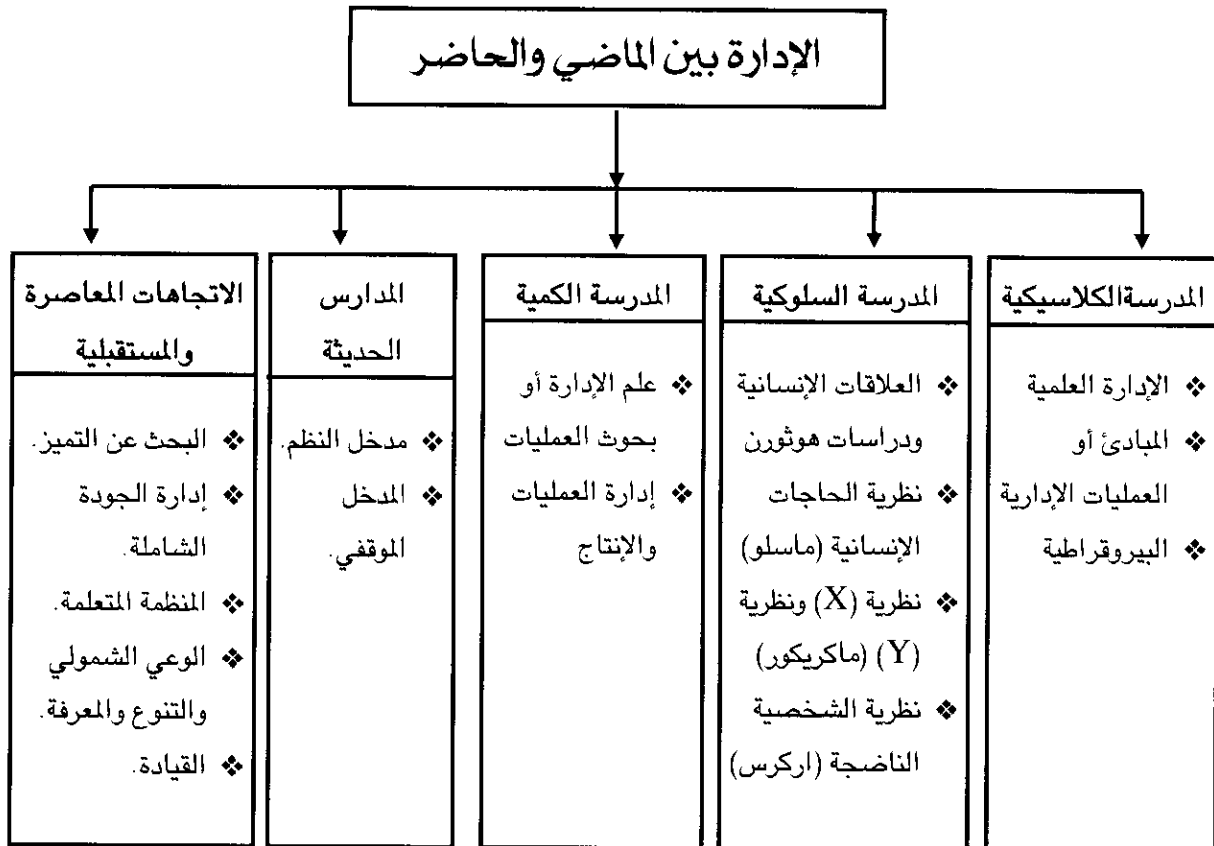 الإدارة بين الماضي والحاضر
المدرسة الكلاسيكية
❖ الإدارة العلمية
❖ المبادئ أو
العمليات الإدارية
❖ البيروقراطية
المدرسة السلوكية
❖ العلاقات الإنسانية
ودراسات هوثورن
❖ نظرية الحاجات
الإنسانية (ماسلو)
❖ نظرية (X) ونظرية
(Y) (ماكريكور)
❖ نظرية الشخصية
الناضجة (اركرس)
المدرسة الكمية
❖ علم الإدارة أو
بحوث العمليات
❖ إدارة العمليات
والإنتاج
المدارس
الحديثة
❖ مدخل النظم.
❖ المدخل
الموقفي.
الاتجاهات المعاصرة
والمستقبلية
❖ البحث عن التميز.
❖ إدارة الجودة
الشاملة.
❖ المنظمة المتعلمة.
❖ الوعي الشمولي
والتنوع والمعرفة.
❖ القيادة.